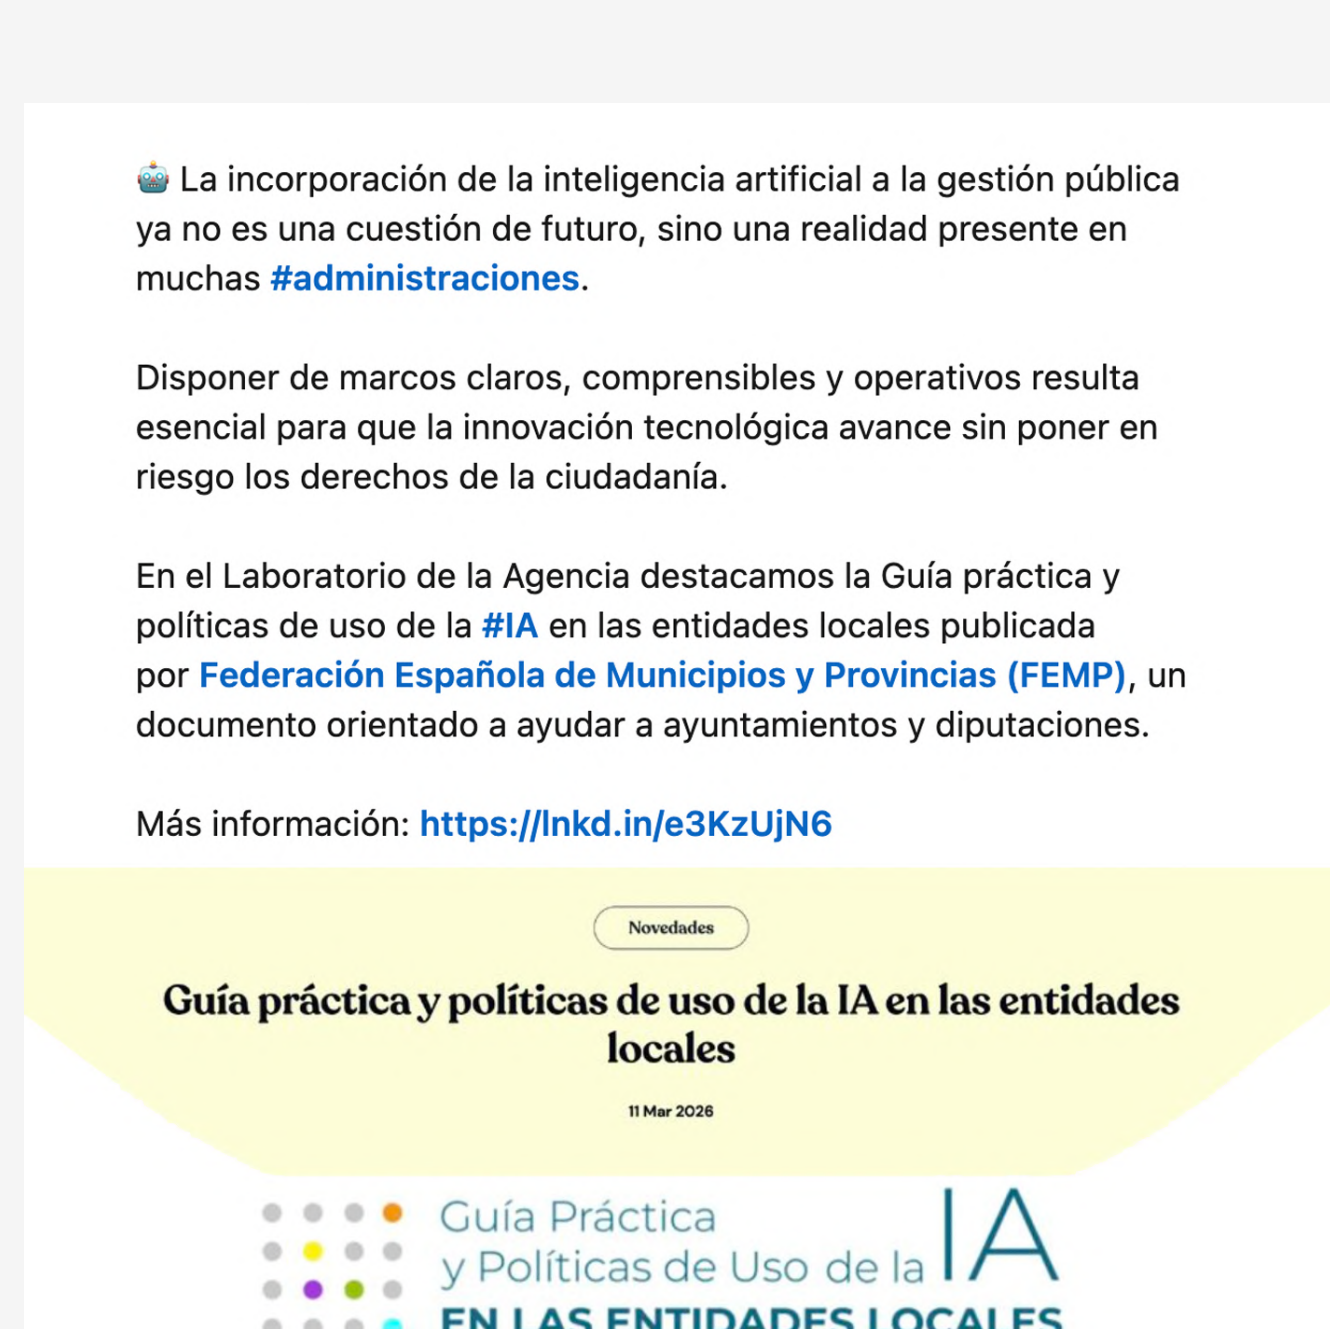 🤖 La incorporación de la inteligencia artificial a la gestión pública
ya no es una cuestión de futuro, sino una realidad presente en
muchas #administraciones.
Disponer de marcos claros, comprensibles y operativos resulta
esencial para que la innovación tecnológica avance sin poner en
riesgo los derechos de la ciudadanía.
En el Laboratorio de la Agencia destacamos la Guía práctica y
políticas de uso de la #IA en las entidades locales publicada
por Federación Española de Municipios y Provincias (FEMP), un
documento orientado a ayudar a ayuntamientos y diputaciones.
Más información: https://lnkd.in/e3KzUjN6
Novedades
Guía práctica y políticas de uso de la IA en las entidades
locales
11 Mar 2026
Guía Práctica
y Políticas de Uso de la IA
EN LAS ENTIDADES LOCALES